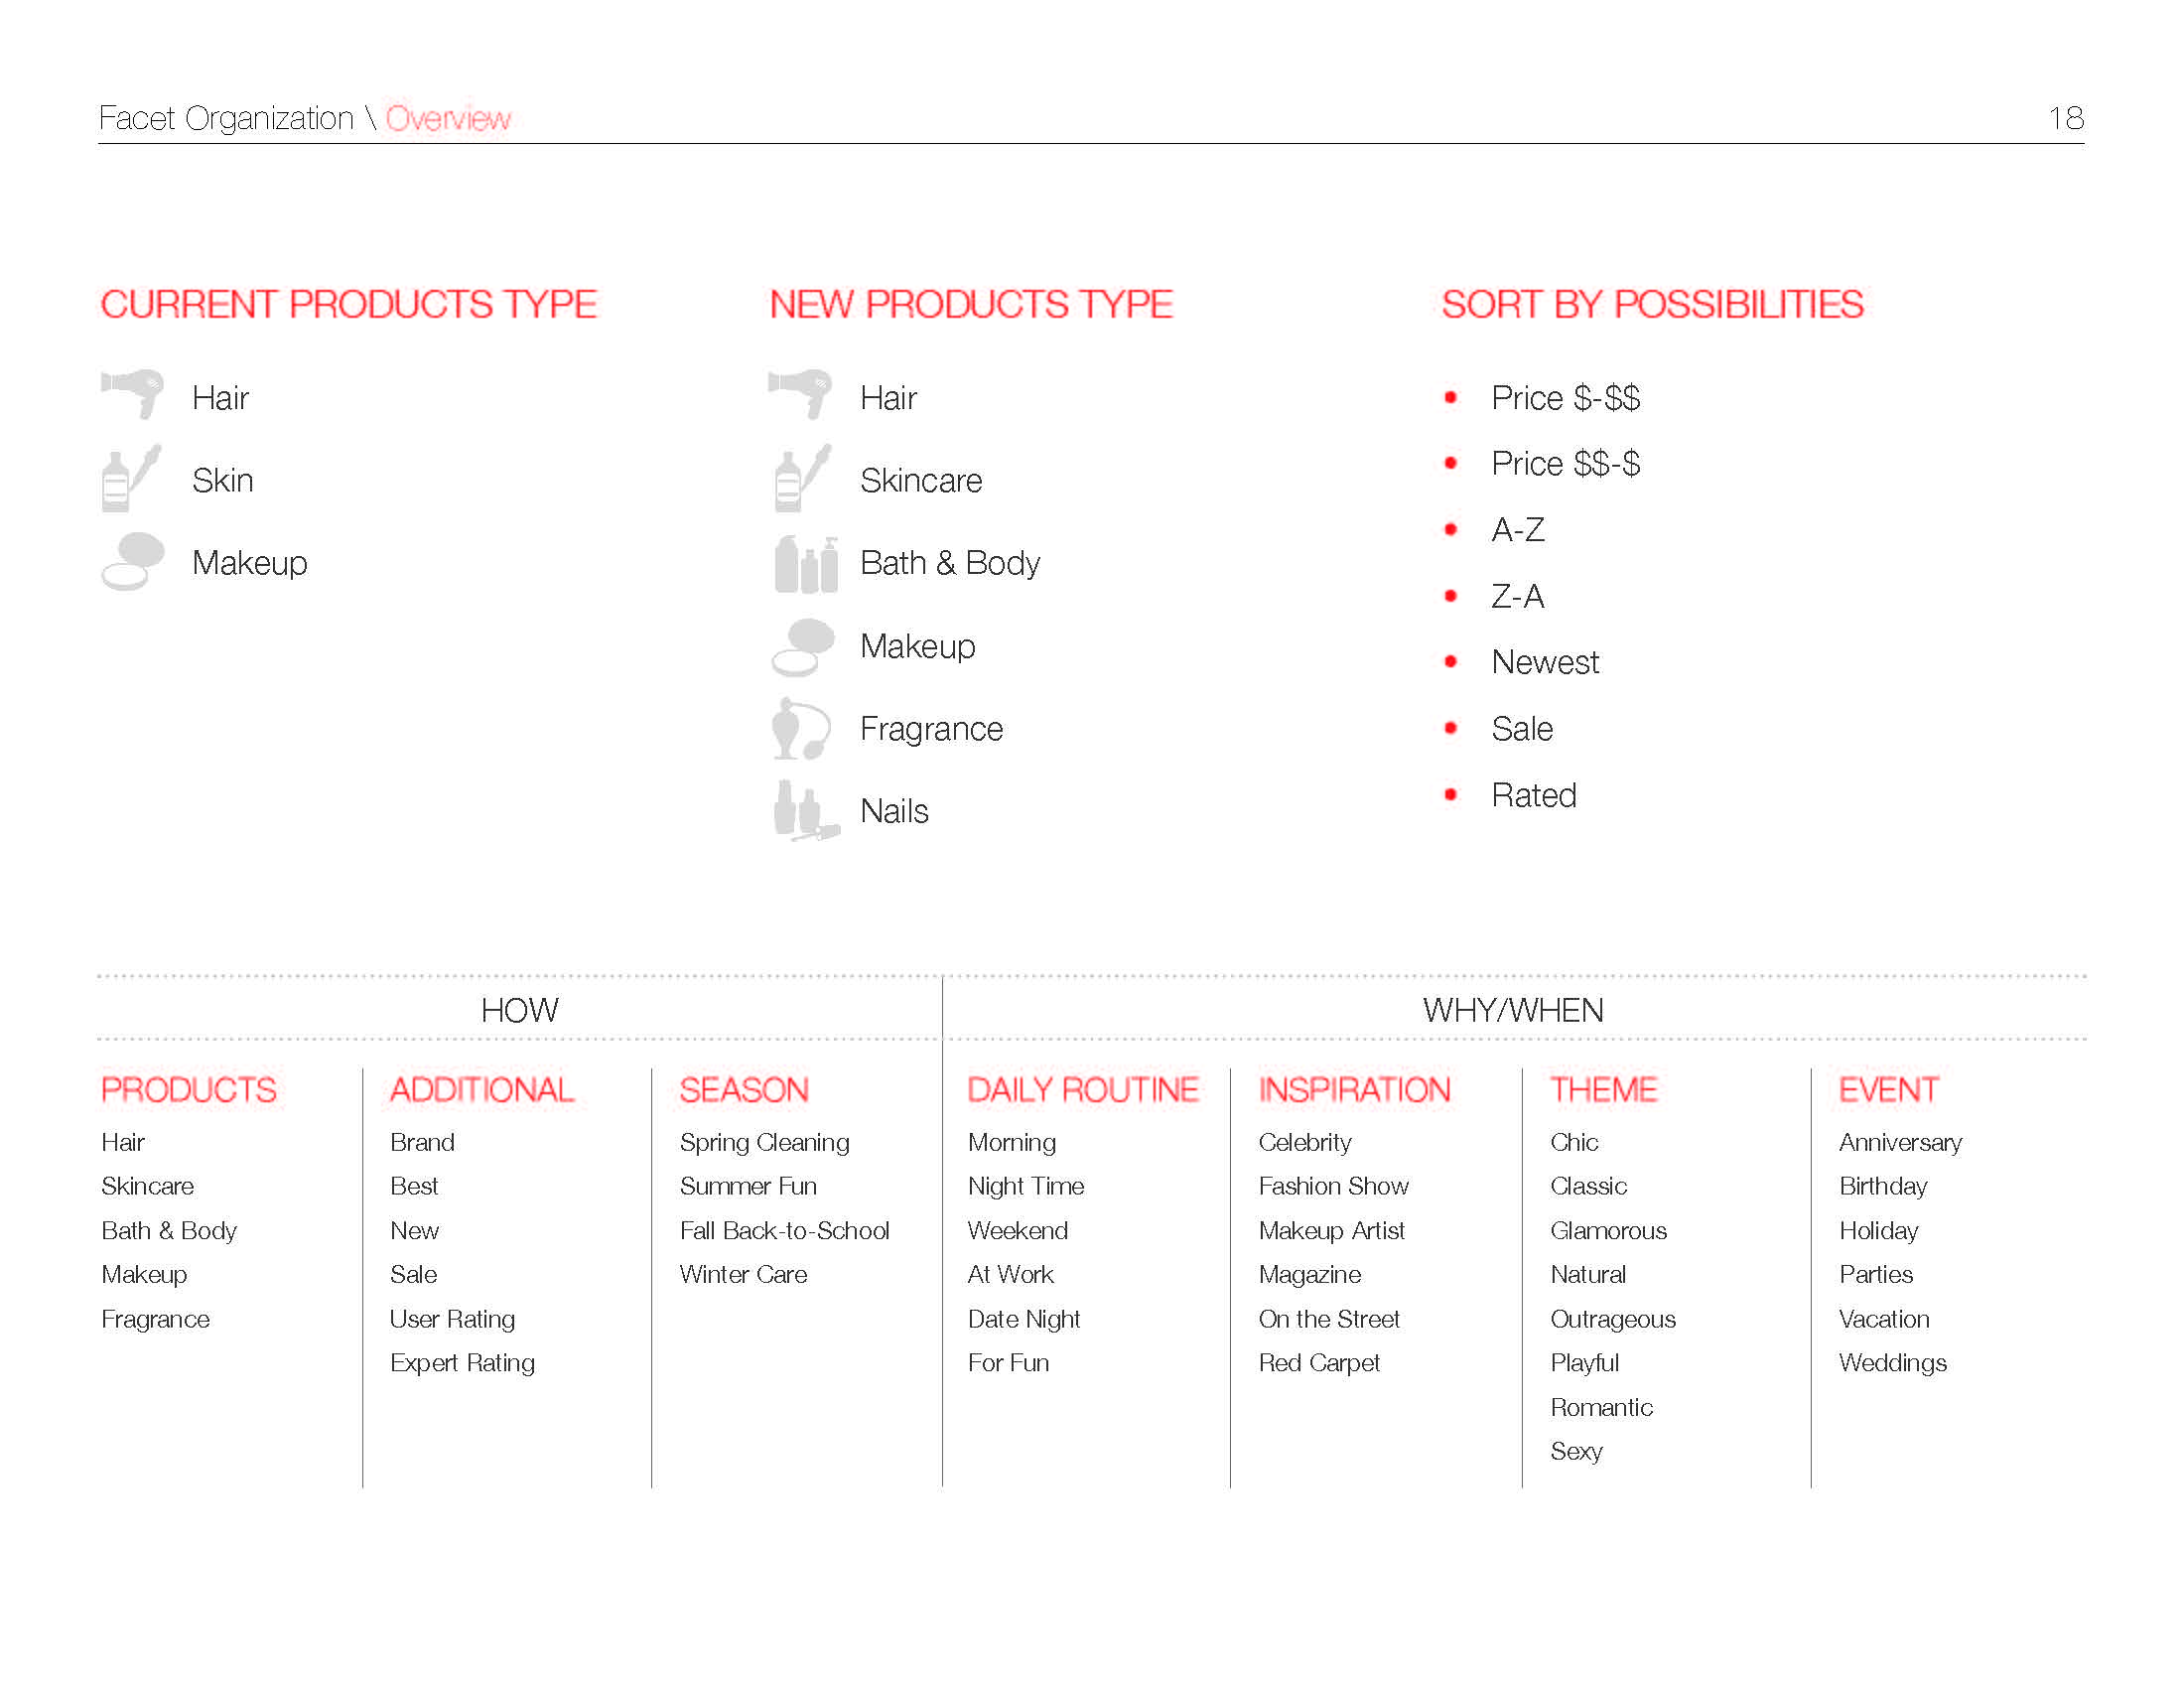 Facet Organization \ Overview
18
CURRENT PRODUCTS TYPE
Hair
Skin
Makeup
NEW PRODUCTS TYPE
Hair
Skincare
Bath & Body
Makeup
Fragrance
Nails
SORT BY POSSIBILITIES
• Price $-$$
• Price $$-$
• A-Z
• Z-A
• Newest
• Sale
• Rated
HOW
WHY/WHEN
PRODUCTS
Hair
Skincare
Bath & Body
Makeup
Fragrance
ADDITIONAL
Brand
Best
New
Sale
User Rating
Expert Rating
SEASON
Spring Cleaning
Summer Fun
Fall Back-to-School
Winter Care
DAILY ROUTINE
Morning
Night Time
Weekend
At Work
Date Night
For Fun
INSPIRATION
Celebrity
Fashion Show
Makeup Artist
Magazine
On the Street
Red Carpet
THEME
Chic
Classic
Glamorous
Natural
Outrageous
Playful
Romantic
Sexy
EVENT
Anniversary
Birthday
Holiday
Parties
Vacation
Weddings